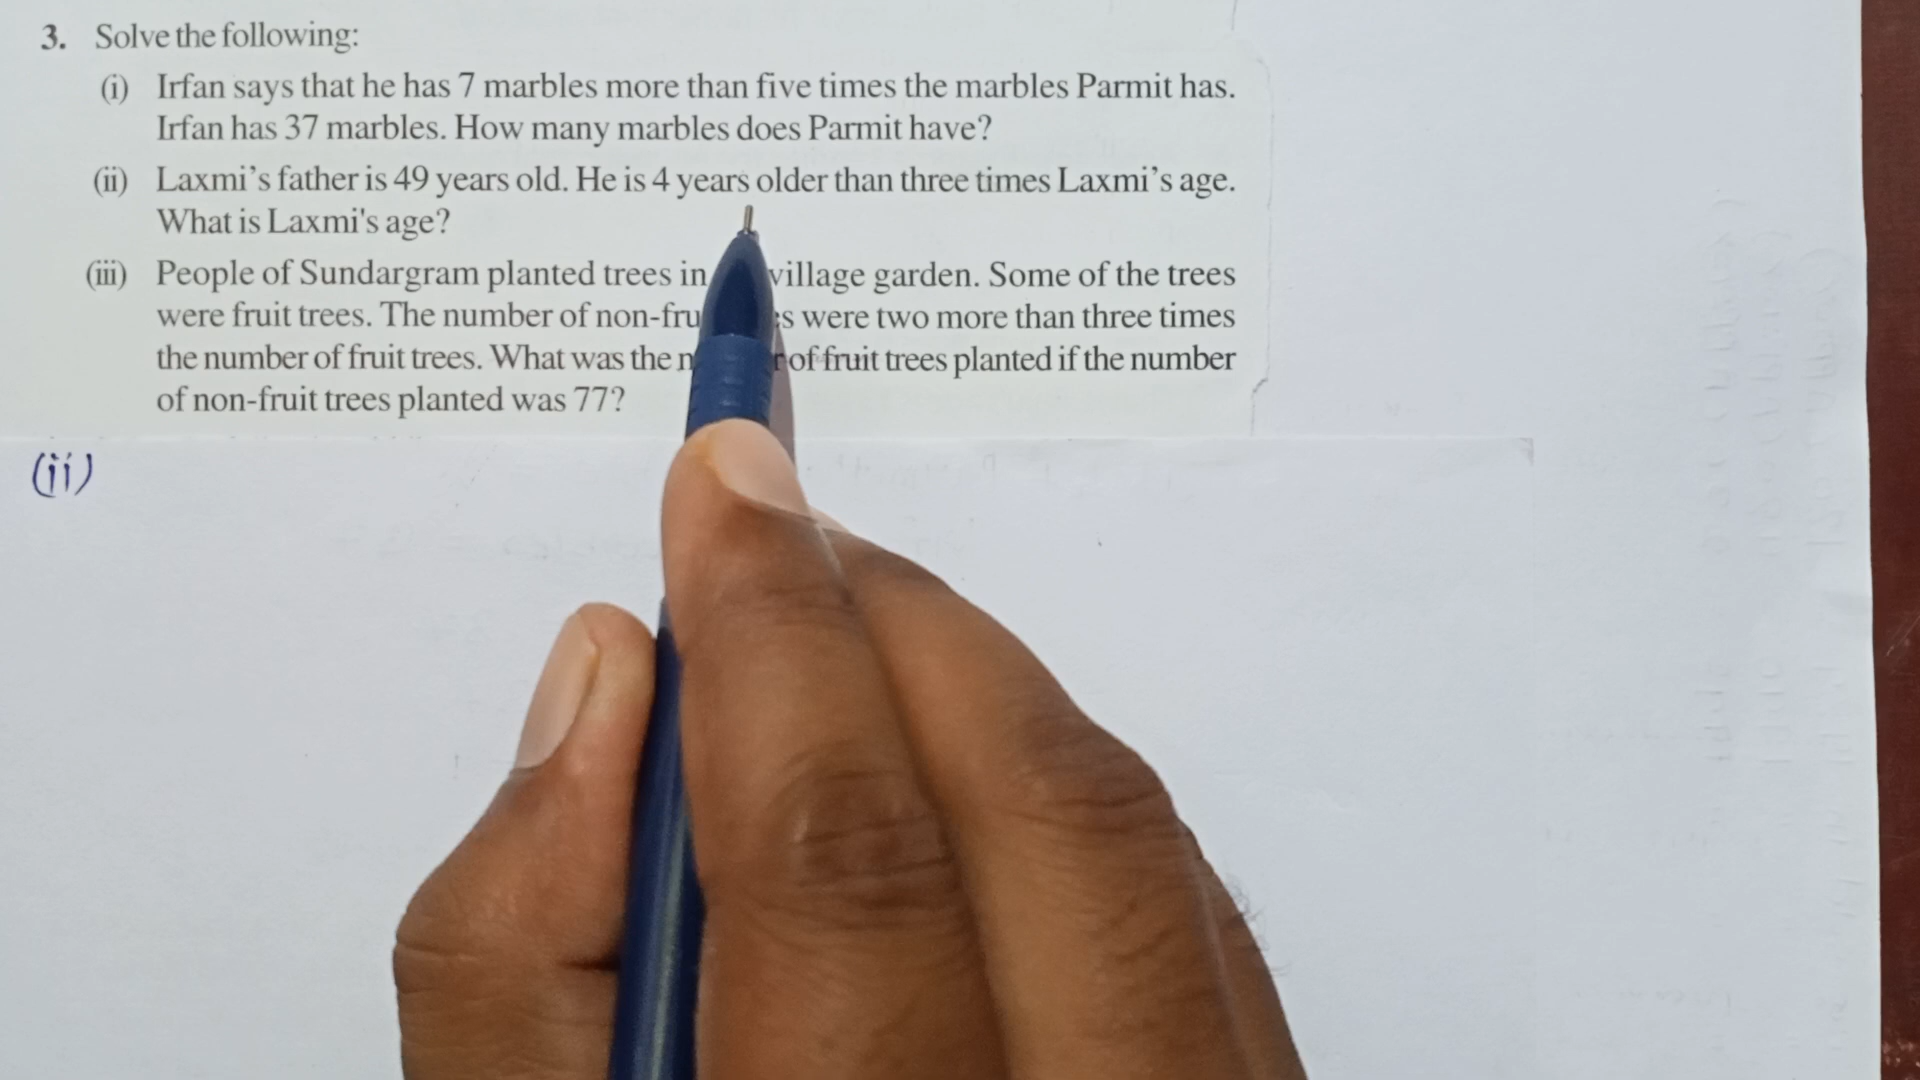 3. Solve the following:
(i) Irfan says that he has 7 marbles more than five times the marbles Parmit has.
Irfan has 37 marbles. How many marbles does Parmit have?
(ii) Laxmi's father is 49 years old. He is 4 years older than three times Laxmi's age.
What is Laxmi's age?
(iii) People of Sundargram planted trees in village garden. Some of the trees
were fruit trees. The number of non-fru s were two more than three times
the number of fruit trees. What was the n r of fruit trees planted if the number
of non-fruit trees planted was 77?
(ii)